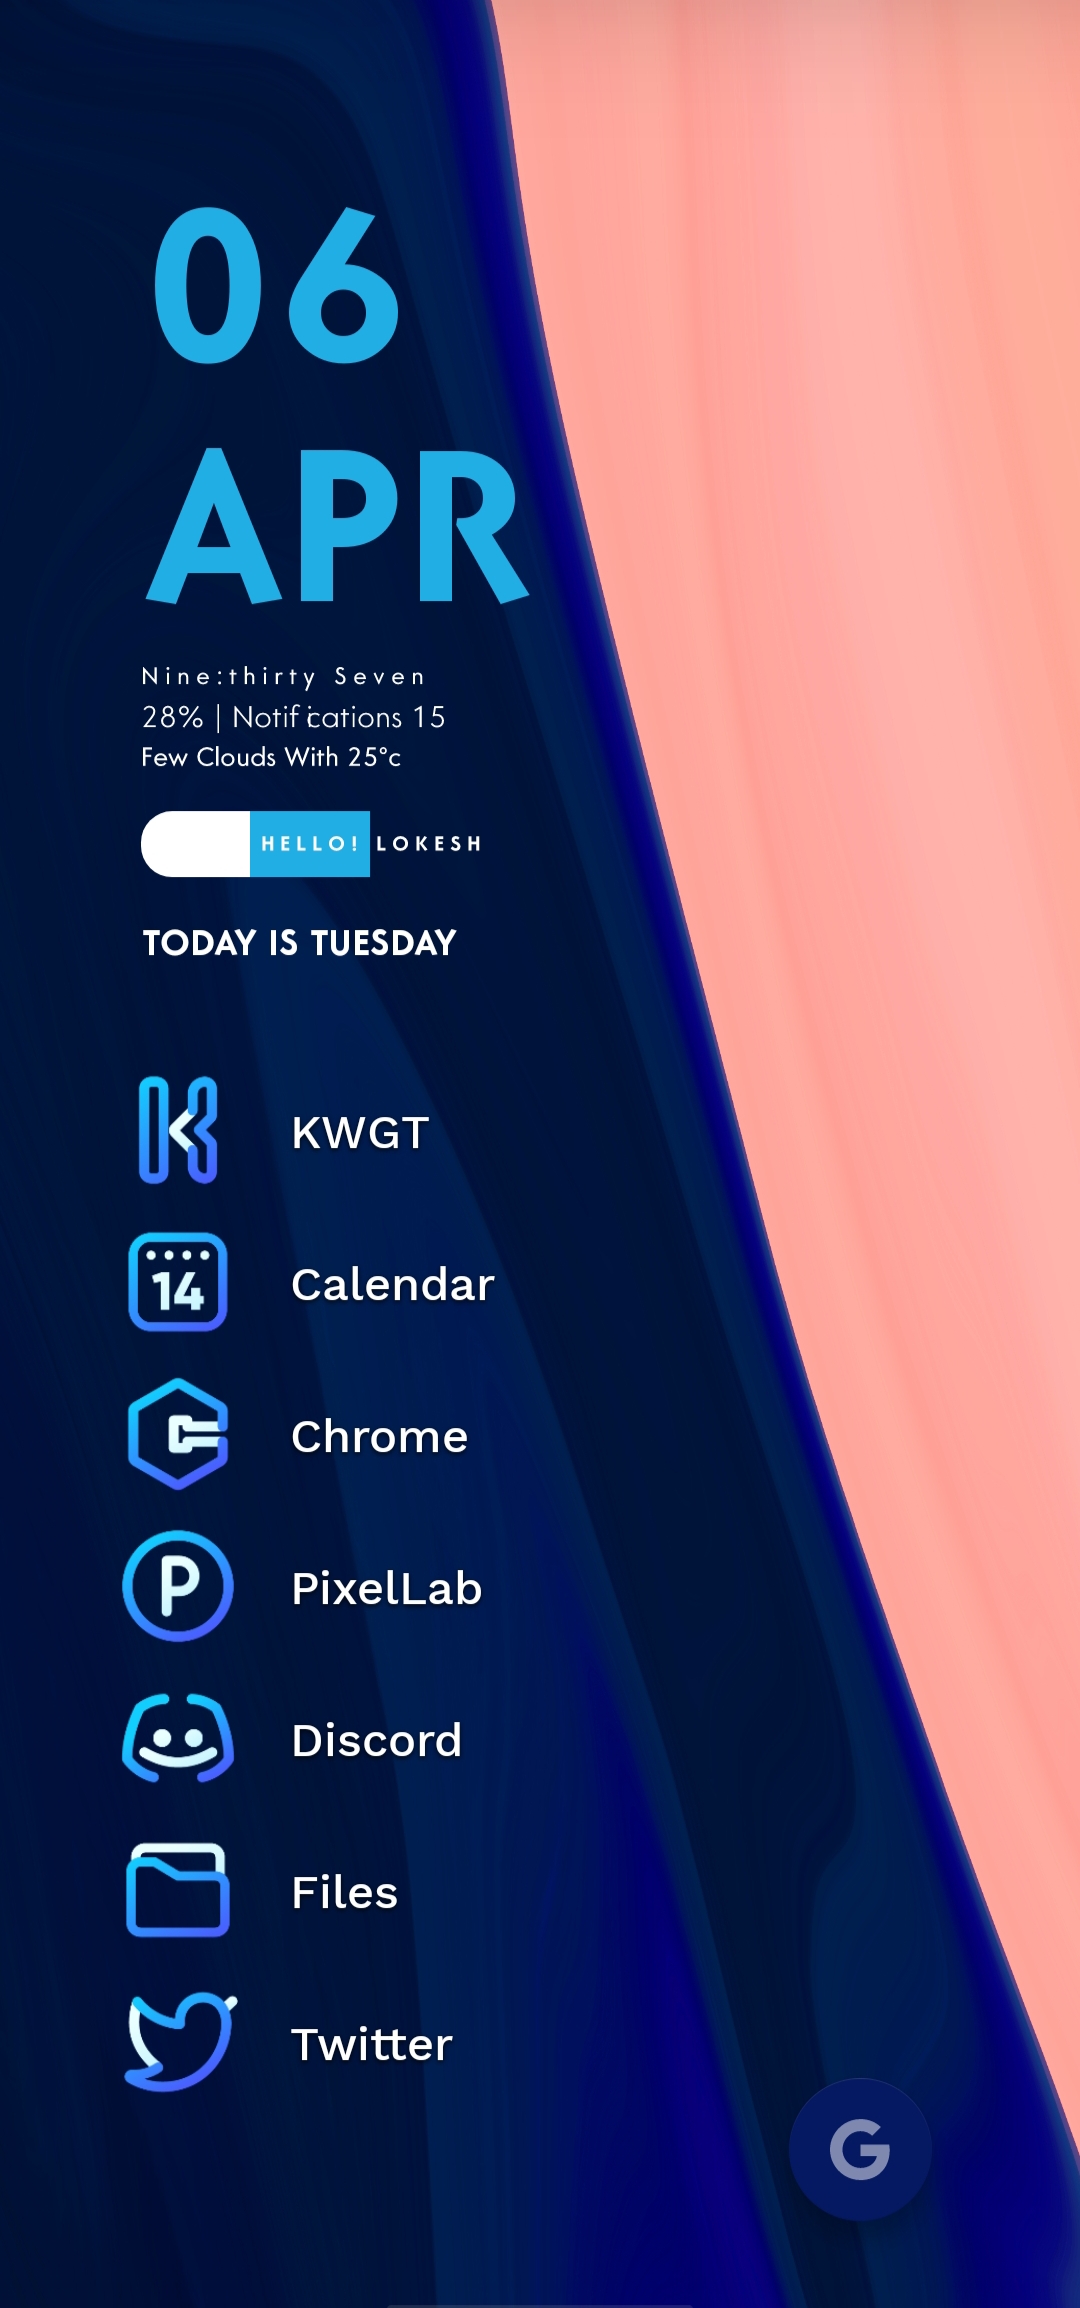 06
APR
Nine:thirty Seven
28% | Notifications 15
Few Clouds With 25°c
HELLO! LOKESH
TODAY IS TUESDAY
KWGT
14
Calendar
Chrome
P
PixelLab
Discord
Files
Twitter
G